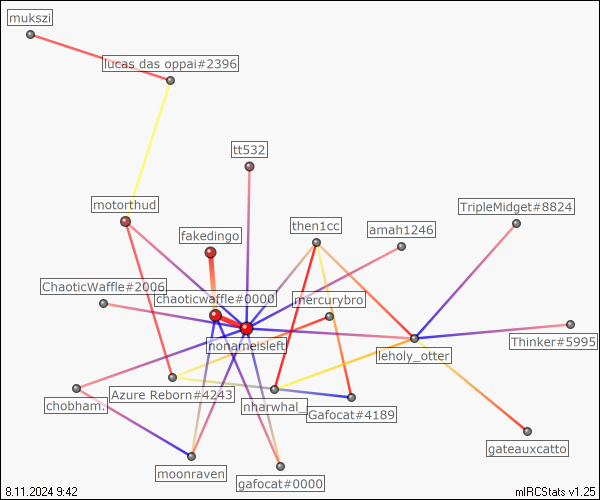 mukszi
lucas das oppai#2396
tt532
motorthud
TripleMidget#8824
then1cc
amah1246
fakedingo
ChaoticWaffle#2006
chaoticwaffle#0000
mercurybro
nonameisleft
Thinker#5995
leholy_otter
Azure Reborn#4243
chobham.
nharwhal_
Gafocat#4189
gateauxcatto
moonraven
gafocat#0000
8.11.2024 9:42
mIRCStats v1.25